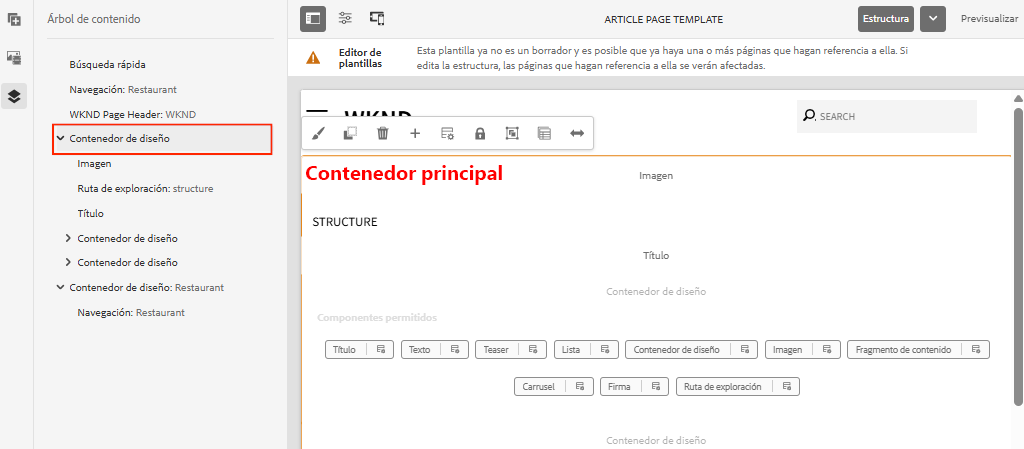 Árbol de contenido
ARTICLE PAGE TEMPLATE
Estructura
Previsualizar
Editor de
plantillas
Esta plantilla ya no es un borrador y es posible que ya haya una o más páginas que hagan referencia a ella. Si
edita la estructura, las páginas que hagan referencia a ella se verán afectadas.
Búsqueda rápida
Navegación: Restaurant
WKND Page Header: WKND
Contenedor de diseño
Imagen
Ruta de exploración: structure
Título
Contenedor de diseño
Contenedor de diseño
Contenedor de diseño: Restaurant
Navegación: Restaurant
WKND
SEARCH
Contenedor principal
Imagen
STRUCTURE
Título
Contenedor de diseño
Componentes permitidos
Título
Texto
Teaser
Lista
Contenedor de diseño
Imagen
Fragmento de contenido
Carrusel
Firma
Ruta de exploración
Contenedor de diseño